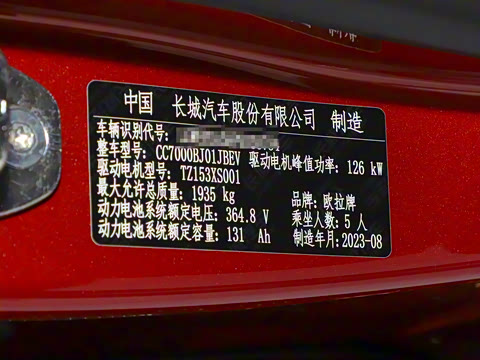 中国 长城汽车股份有限公司 制造
车辆识别代号:
整车型号: CC7000BJ01JBEV 驱动电机峰值功率: 126 kW
驱动电机型号: TZ153XS001
最大允许总质量: 1935 kg 品牌: 欧拉牌
动力电池系统额定电压: 364.8 V 乘坐人数: 5 人
动力电池系统额定容量: 131 Ah 制造年月: 2023-08